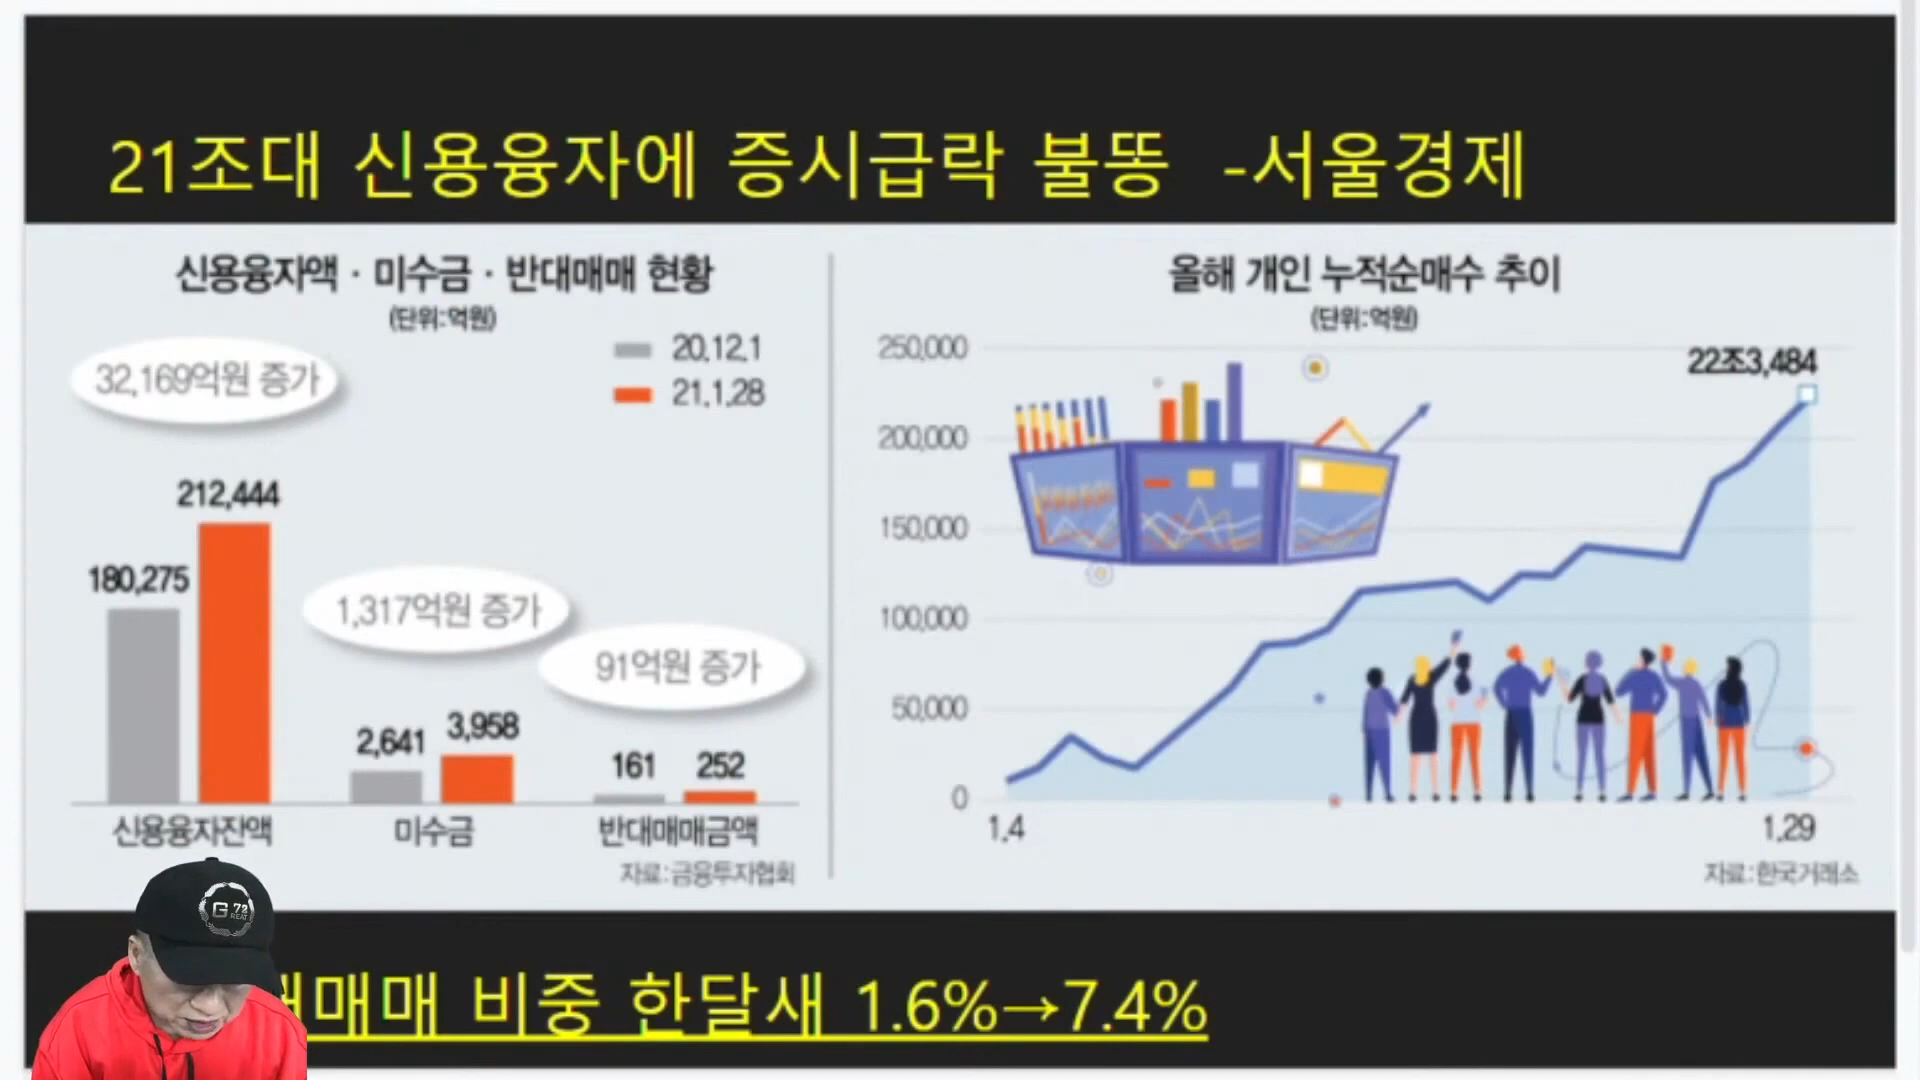 21조대 신용융자에 증시급락 불똥 -서울경제
신용융자액 · 미수금 · 반대매매 현황
(단위:억원)
20.12.1
21.1.28
32,169억원 증가
212,444
180,275
1,317억원 증가
91억원 증가
2,641
3,958
161
252
신용융자잔액
미수금
반대매매금액
자료:금융투자협회
올해 개인 누적순매수 추이
(단위:억원)
250,000
200,000
150,000
100,000
50,000
0
22조3,484
1.4
1.29
자료:한국거래소
G 72
REAT
매매 비중 한달새 1.6%→7.4%